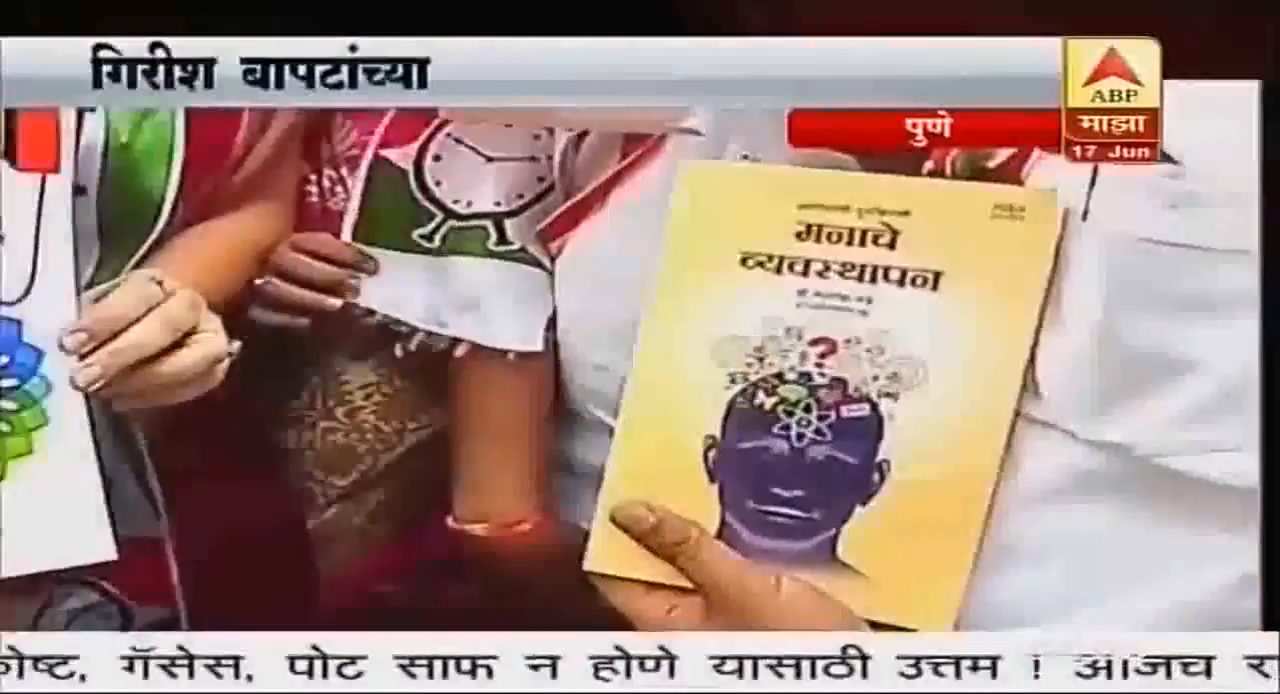 गिरीश बापटांच्या
ABP
माझा
17 Jun
पुणे
मनाचे
व्यवस्थापन
गॅसेस, पोट साफ न होणे यासाठी उत्तम ! आजच